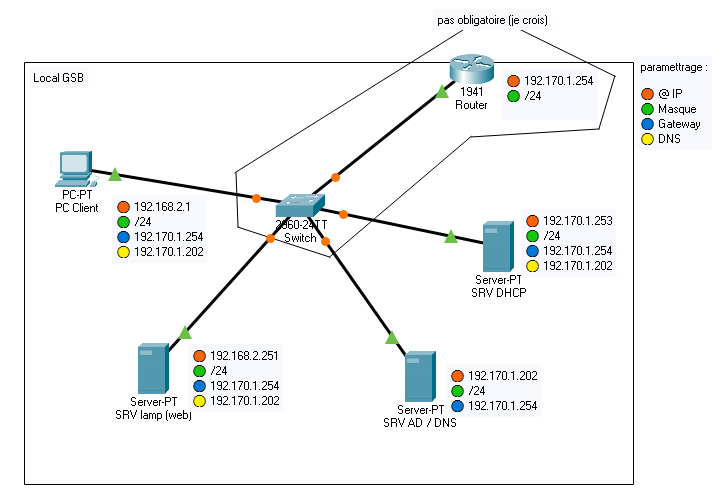 pas obligatoire (je crois)
Local GSB
paramettrage :
@ IP
Masque
Gateway
DNS
1941
Router
192.170.1.254
/24
PC-PT
PC Client
192.168.2.1
/24
192.170.1.254
192.170.1.202
2960-24TT
Switch
192.170.1.253
/24
192.170.1.254
192.170.1.202
Server-PT
SRV DHCP
192.168.2.251
/24
192.170.1.254
192.170.1.202
Server-PT
SRV lamp (web)
192.170.1.202
/24
192.170.1.254
Server-PT
SRV AD / DNS